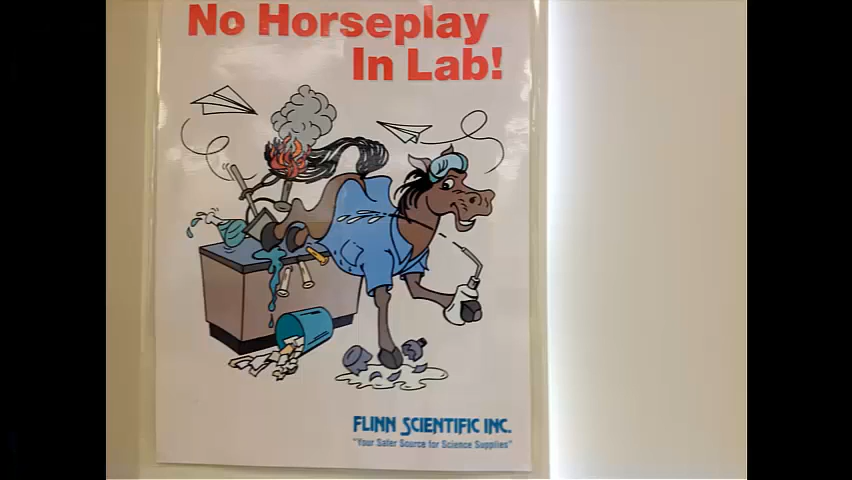 No Horseplay
In Lab!
FLINN SCIENTIFIC INC.
"Your Safer Source for Science Supplies"